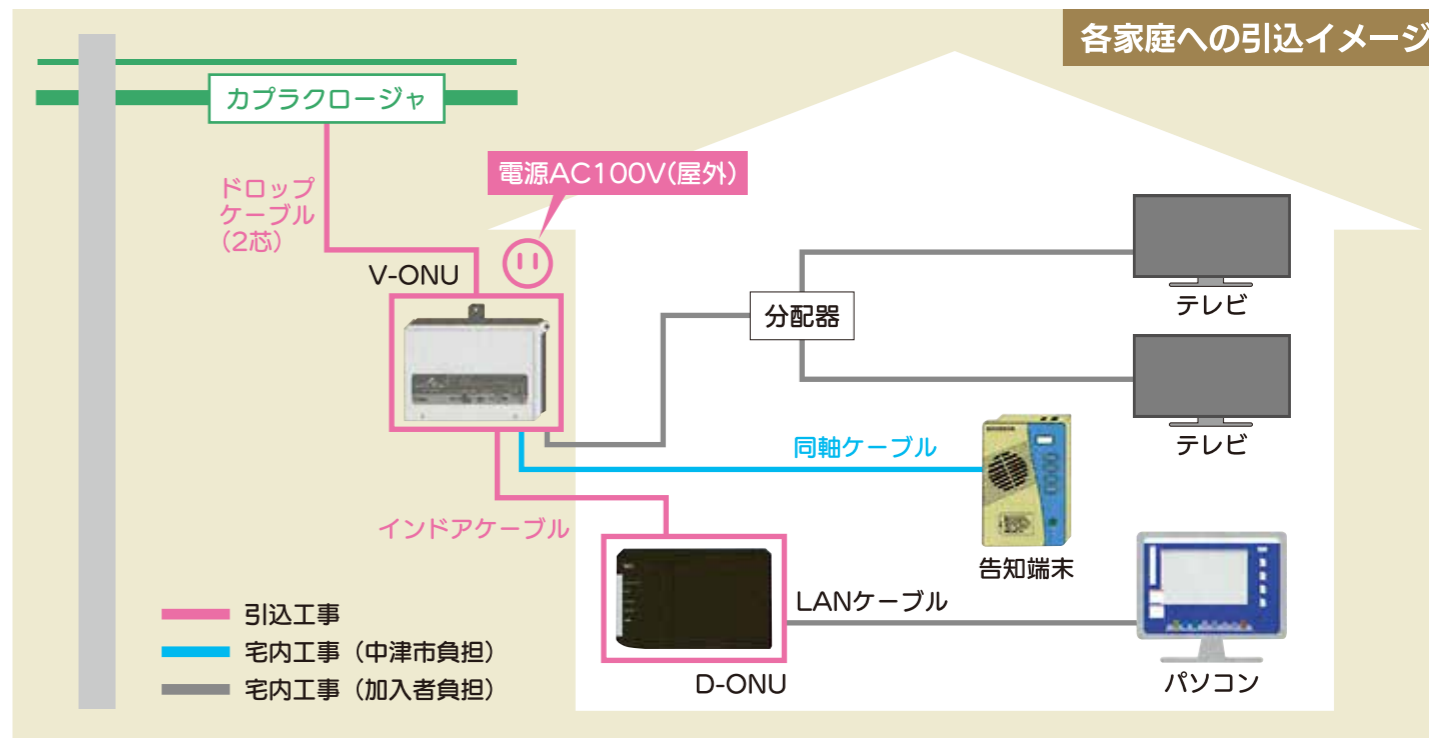 各家庭への引込イメージ
カプラクロージャ
電源AC100V(屋外)
ドロップ
ケーブル
(2芯)
V-ONU
分配器
テレビ
テレビ
同軸ケーブル
インドアケーブル
告知端末
LANケーブル
D-ONU
パソコン
引込工事
宅内工事（中津市負担）
宅内工事（加入者負担）